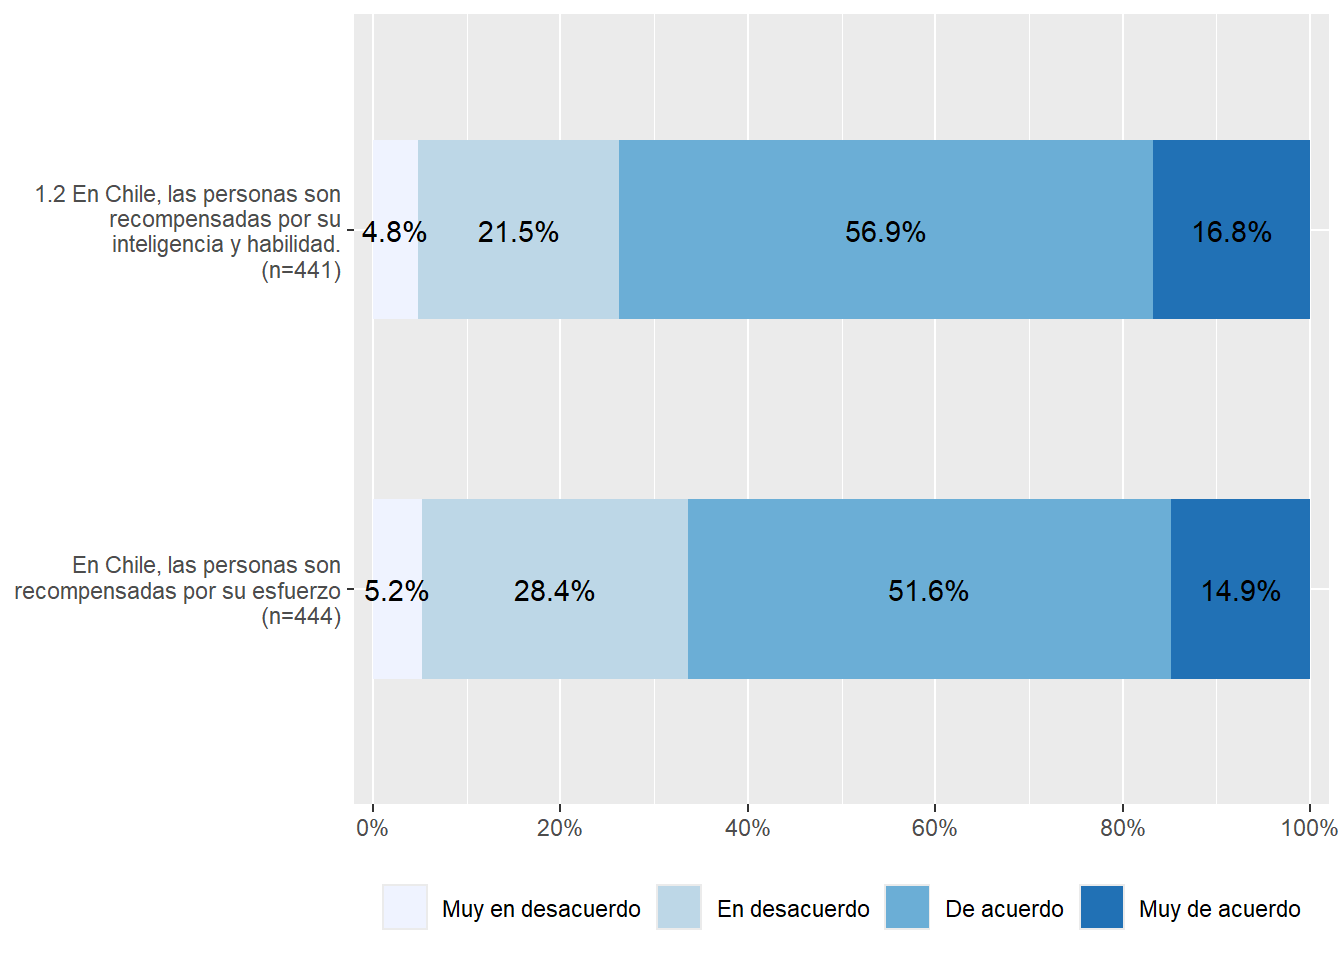 1.2 En Chile, las personas son
recompensadas por su
inteligencia y habilidad.
(n=441)
4.8% 21.5% 56.9% 16.8%
En Chile, las personas son
recompensadas por su esfuerzo
(n=444)
5.2% 28.4% 51.6% 14.9%
0% 20% 40% 60% 80% 100%
Muy en desacuerdo En desacuerdo De acuerdo Muy de acuerdo